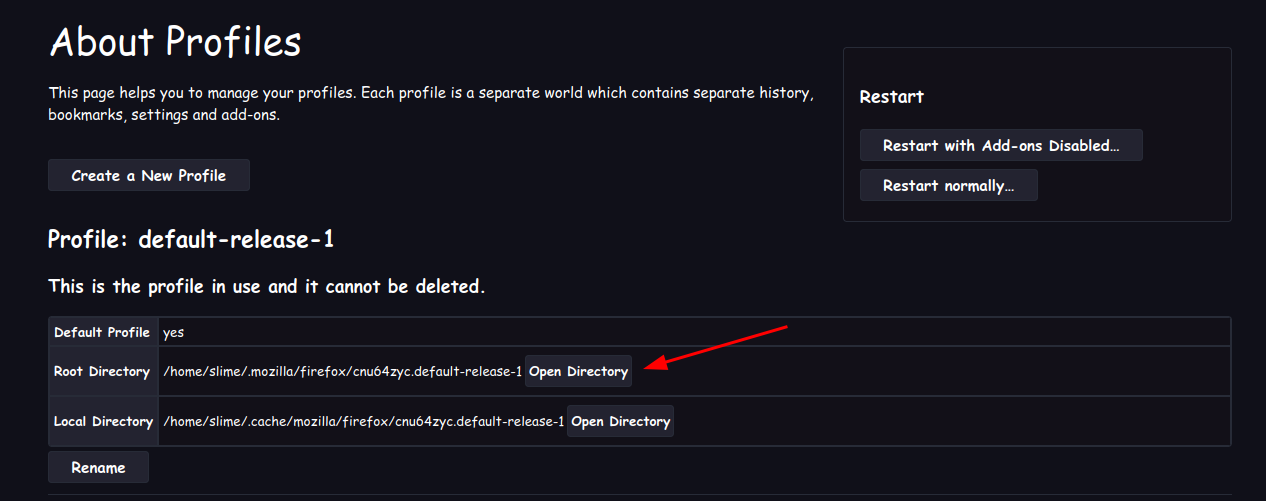 About Profiles
This page helps you to manage your profiles. Each profile is a separate world which contains separate history,
bookmarks, settings and add-ons.
Restart
Restart with Add-ons Disabled…
Restart normally…
Create a New Profile
Profile: default-release-1
This is the profile in use and it cannot be deleted.
Default Profile yes
Root Directory /home/slime/.mozilla/firefox/cnu64zyc.default-release-1 Open Directory
Local Directory /home/slime/.cache/mozilla/firefox/cnu64zyc.default-release-1 Open Directory
Rename